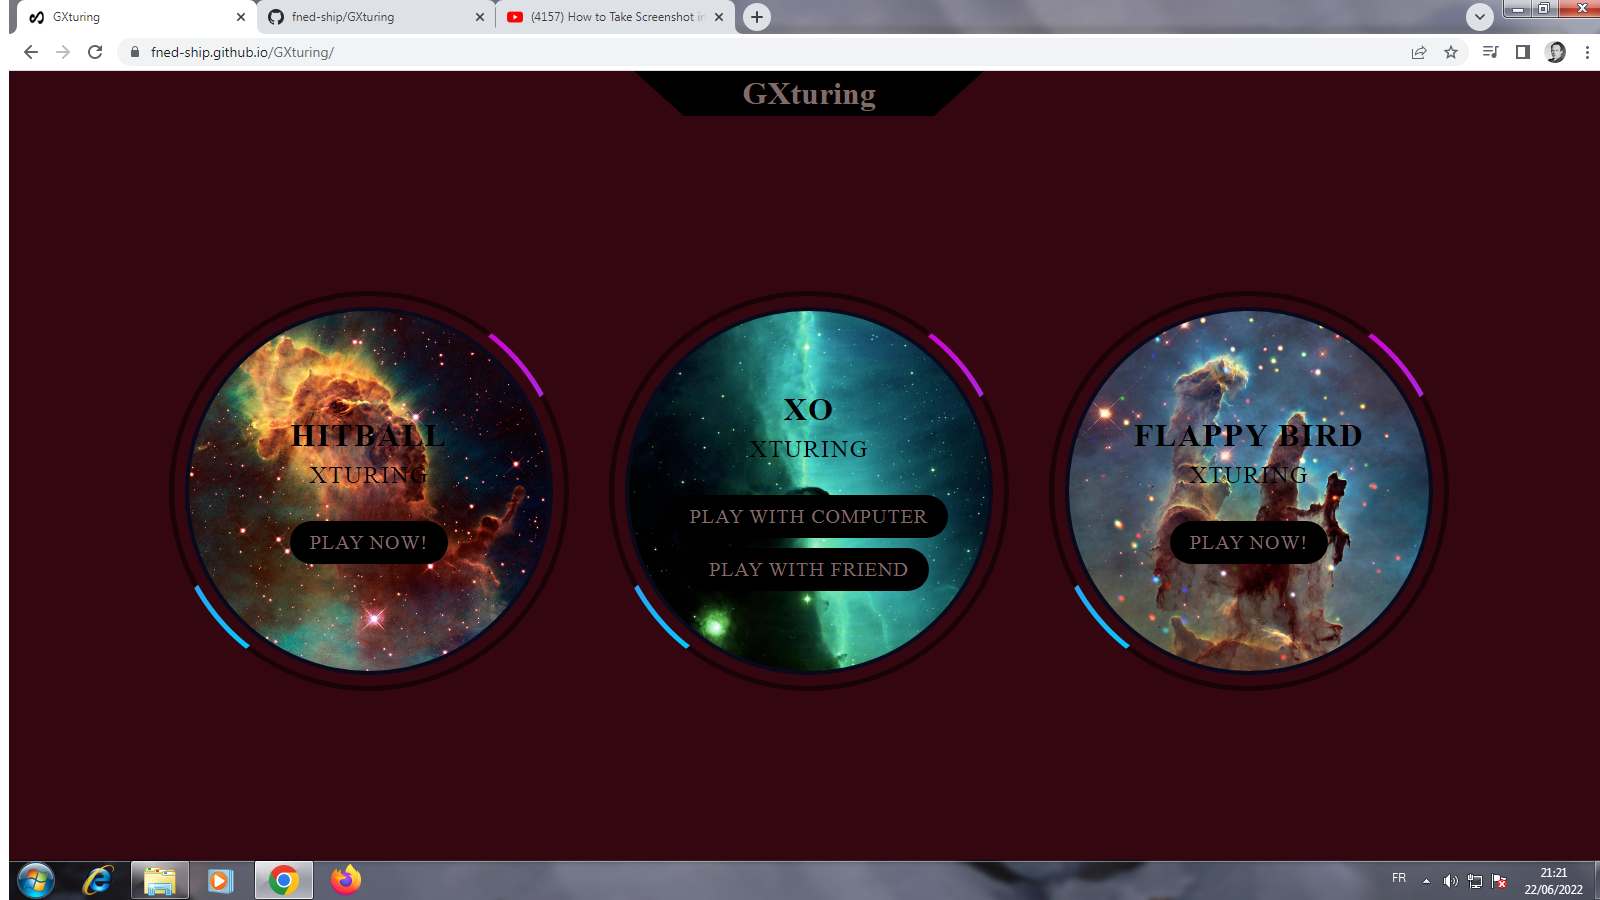 GXturing
fned-ship/GXturing
(4157) How to Take Screenshot in
fned-ship.github.io/GXturing/
GXturing
HITBALL
XTURING
PLAY NOW!
XO
XTURING
PLAY WITH COMPUTER
PLAY WITH FRIEND
FLAPPY BIRD
XTURING
PLAY NOW!
FR
21:21
22/06/2022